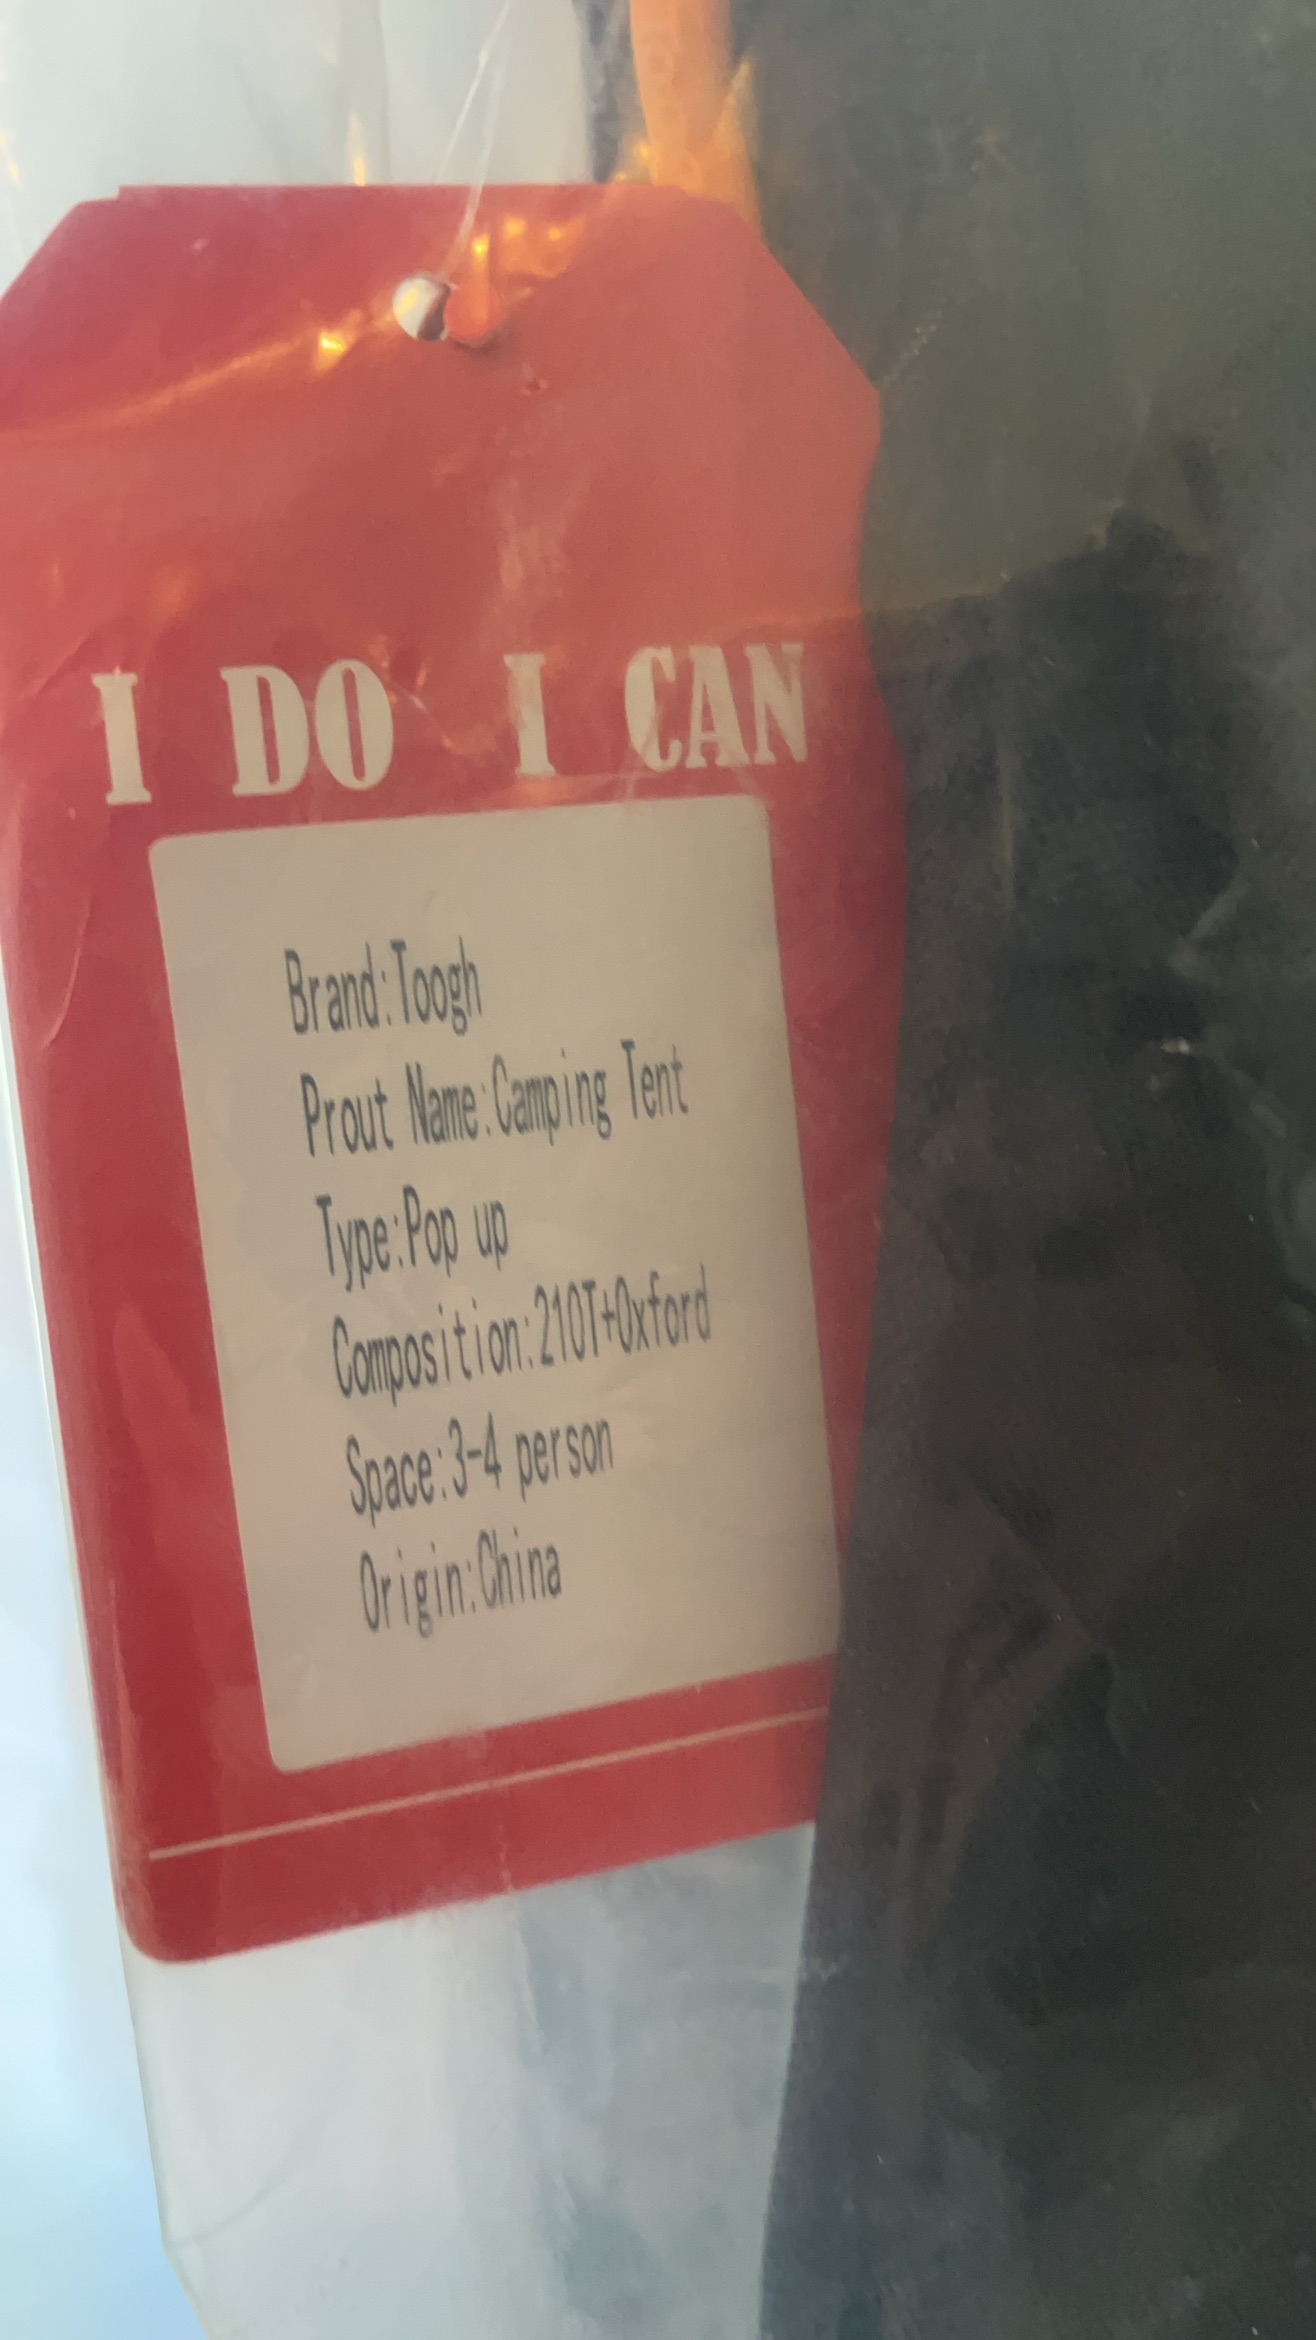 I DO I CAN
Brand:Toogh
Prout Name:Camping Tent
Type:Pop up
Composition:210T+Oxford
Space:3-4 person
Origin:China